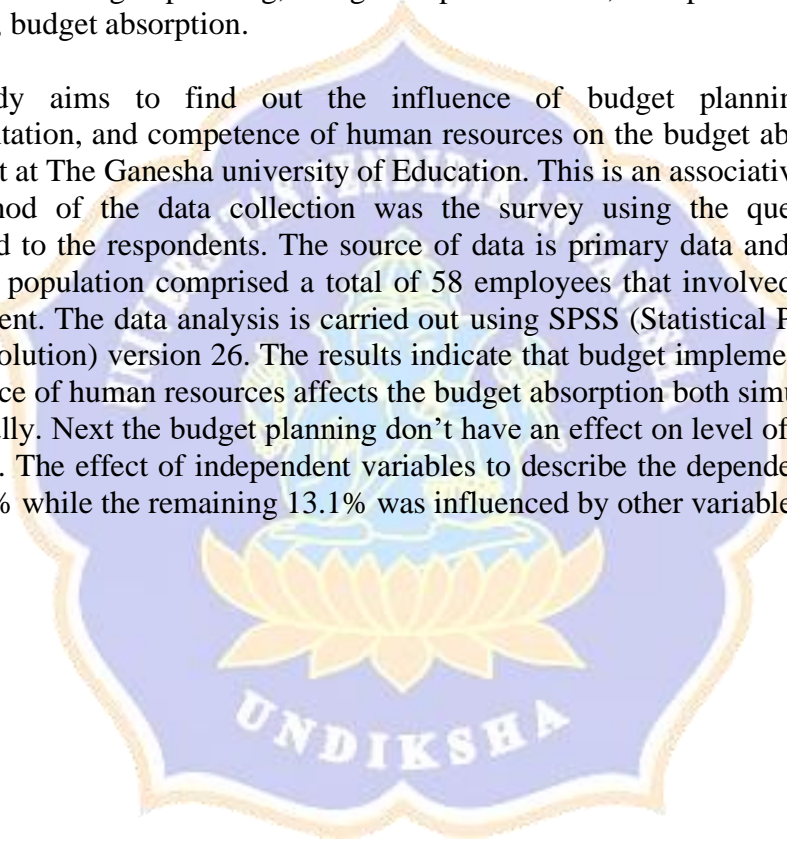 , budget absorption.
dy aims to find out the influence of budget plannin
tation, and competence of human resources on the budget ab
t at The Ganesha university of Education. This is an associative
nod of the data collection was the survey using the que
d to the respondents. The source of data is primary data and
population comprised a total of 58 employees that involved
ent. The data analysis is carried out using SPSS (Statistical P
olution) version 26. The results indicate that budget impleme
ce of human resources affects the budget absorption both simu
lly. Next the budget planning don’t have an effect on level of
. The effect of independent variables to describe the depende
% while the remaining 13.1% was influenced by other variable
UNIVERSITAS PENDIDIKAN GANESHA
UNDIKSHA